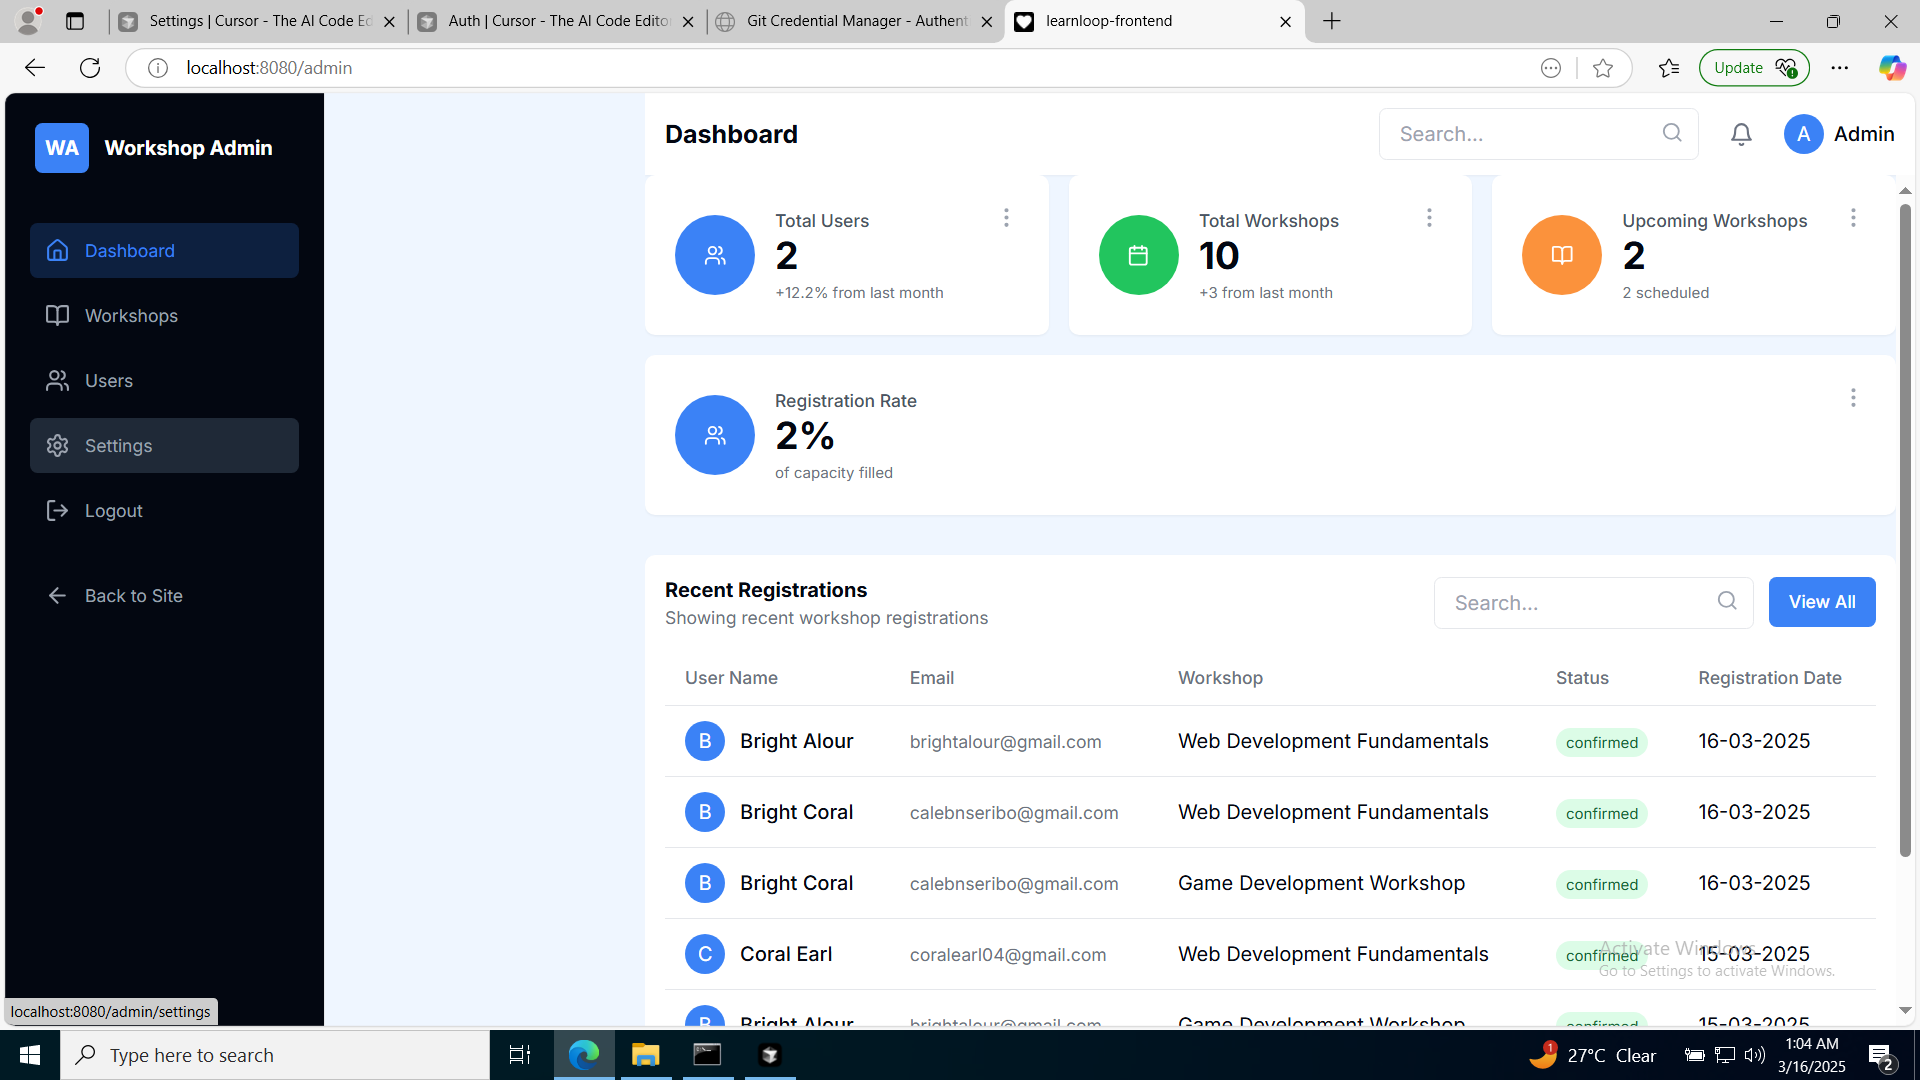 Settings | Cursor - The AI Code Ed
Auth | Cursor - The AI Code Edito
Git Credential Manager - Authent
learnloop-frontend
localhost:8080/admin
Update
WA
Workshop Admin
Dashboard
Workshops
Users
Settings
Logout
Back to Site
Dashboard
Search...
A
Admin
Total Users
2
+12.2% from last month
Total Workshops
10
+3 from last month
Upcoming Workshops
2
2 scheduled
Registration Rate
2%
of capacity filled
Recent Registrations
Showing recent workshop registrations
Search...
View All
User Name Email Workshop Status Registration Date
B Bright Alour brightalour@gmail.com Web Development Fundamentals confirmed 16-03-2025
B Bright Coral calebnseribo@gmail.com Web Development Fundamentals confirmed 16-03-2025
B Bright Coral calebnseribo@gmail.com Game Development Workshop confirmed 16-03-2025
C Coral Earl coralearl04@gmail.com Web Development Fundamentals confirmed 15-03-2025
B Bright Alour brightalour@gmail.com Game Development Workshop confirmed 15-03-2025
Activate Windows
Go to Settings to activate Windows.
localhost:8080/admin/settings
Type here to search
1
27°C Clear
1:04 AM
3/16/2025
2